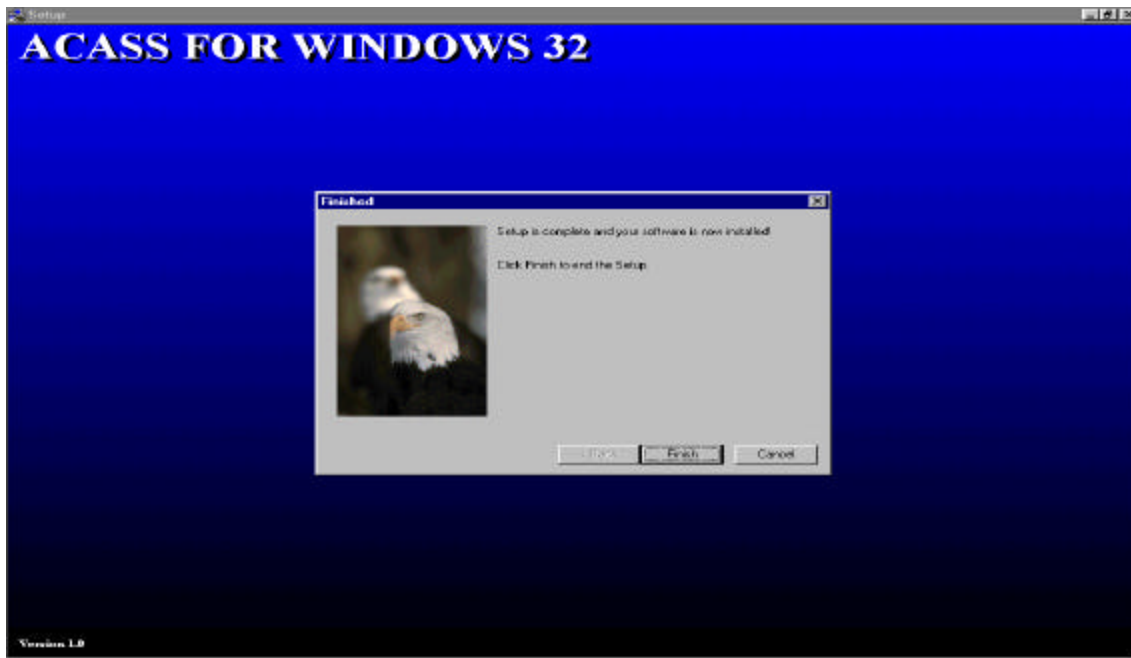 Setup
ACASS FOR WINDOWS 32
Finished
Setup is complete and your software is now installed!
Click Finish to end the Setup.
< Back
Finish
Cancel
Version 1.0